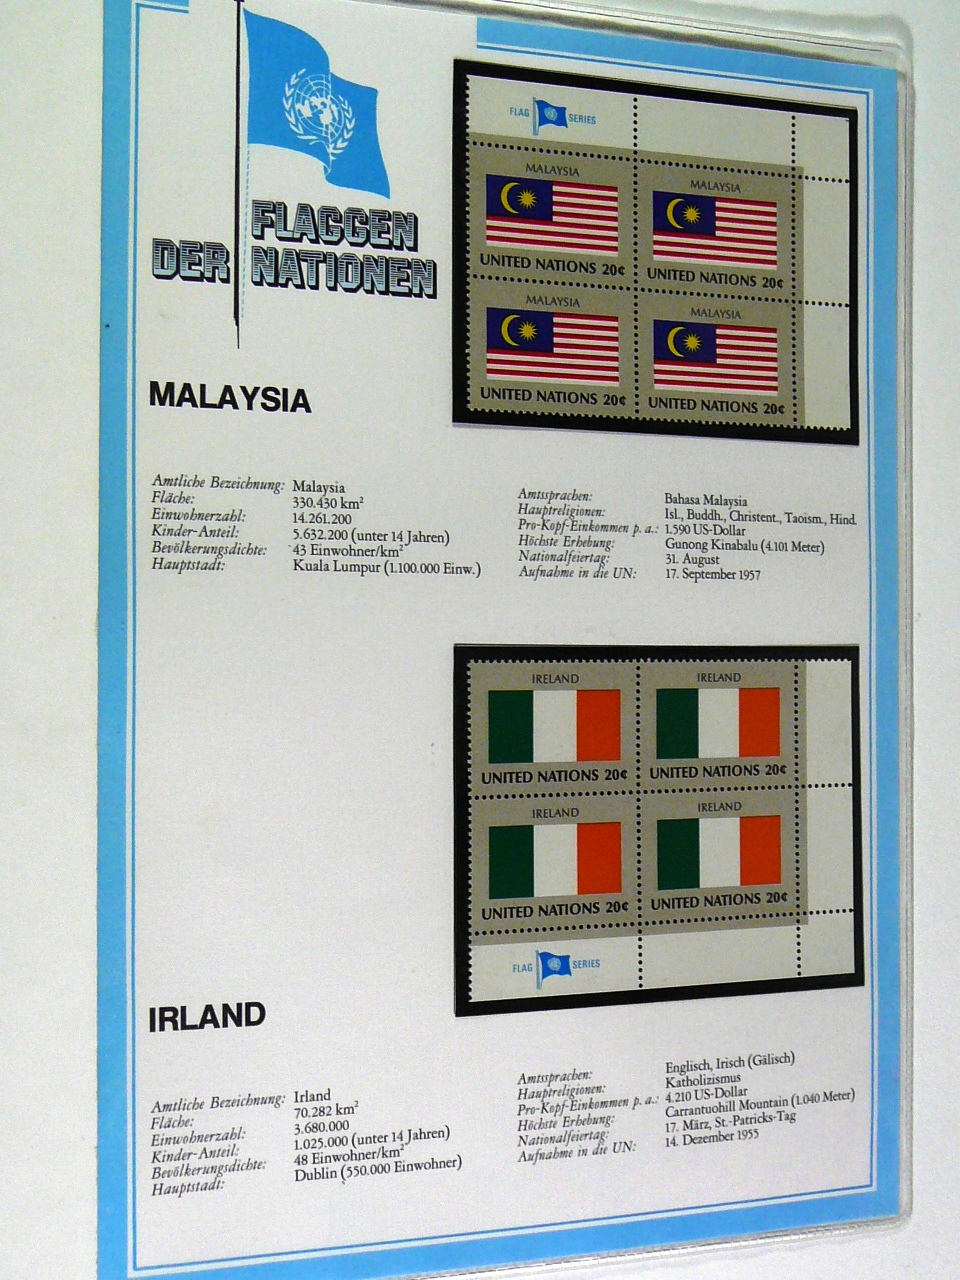 FLAGGEN
DER NATIONEN
FLAG SERIES
MALAYSIA MALAYSIA
UNITED NATIONS 20¢ UNITED NATIONS 20¢
MALAYSIA MALAYSIA
UNITED NATIONS 20¢ UNITED NATIONS 20¢
MALAYSIA
Amtliche Bezeichnung: Malaysia
Fläche: 330.430 km²
Einwohnerzahl: 14.261.200
Kinder-Anteil: 5.632.200 (unter 14 Jahren)
Bevölkerungsdichte: 43 Einwohner/km²
Hauptstadt: Kuala Lumpur (1.100.000 Einw.)
Amtssprachen: Bahasa Malaysia
Hauptreligionen: Isl., Buddh., Christent., Taoism., Hind.
Pro-Kopf-Einkommen p. a.: 1.590 US-Dollar
Höchste Erhebung: Gunong Kinabalu (4.101 Meter)
Nationalfeiertag: 31. August
Aufnahme in die UN: 17. September 1957
IRELAND IRELAND
UNITED NATIONS 20¢ UNITED NATIONS 20¢
IRELAND IRELAND
UNITED NATIONS 20¢ UNITED NATIONS 20¢
FLAG SERIES
IRLAND
Amtliche Bezeichnung: Irland
Fläche: 70.282 km²
Einwohnerzahl: 3.680.000
Kinder-Anteil: 1.025.000 (unter 14 Jahren)
Bevölkerungsdichte: 48 Einwohner/km²
Hauptstadt: Dublin (550.000 Einwohner)
Amtssprachen: Englisch, Irisch (Gälisch)
Hauptreligionen: Katholizismus
Pro-Kopf-Einkommen p. a.: 4.210 US-Dollar
Höchste Erhebung: Carrantuohill Mountain (1.040 Meter)
Nationalfeiertag: 17. März, St.-Patricks-Tag
Aufnahme in die UN: 14. Dezember 1955